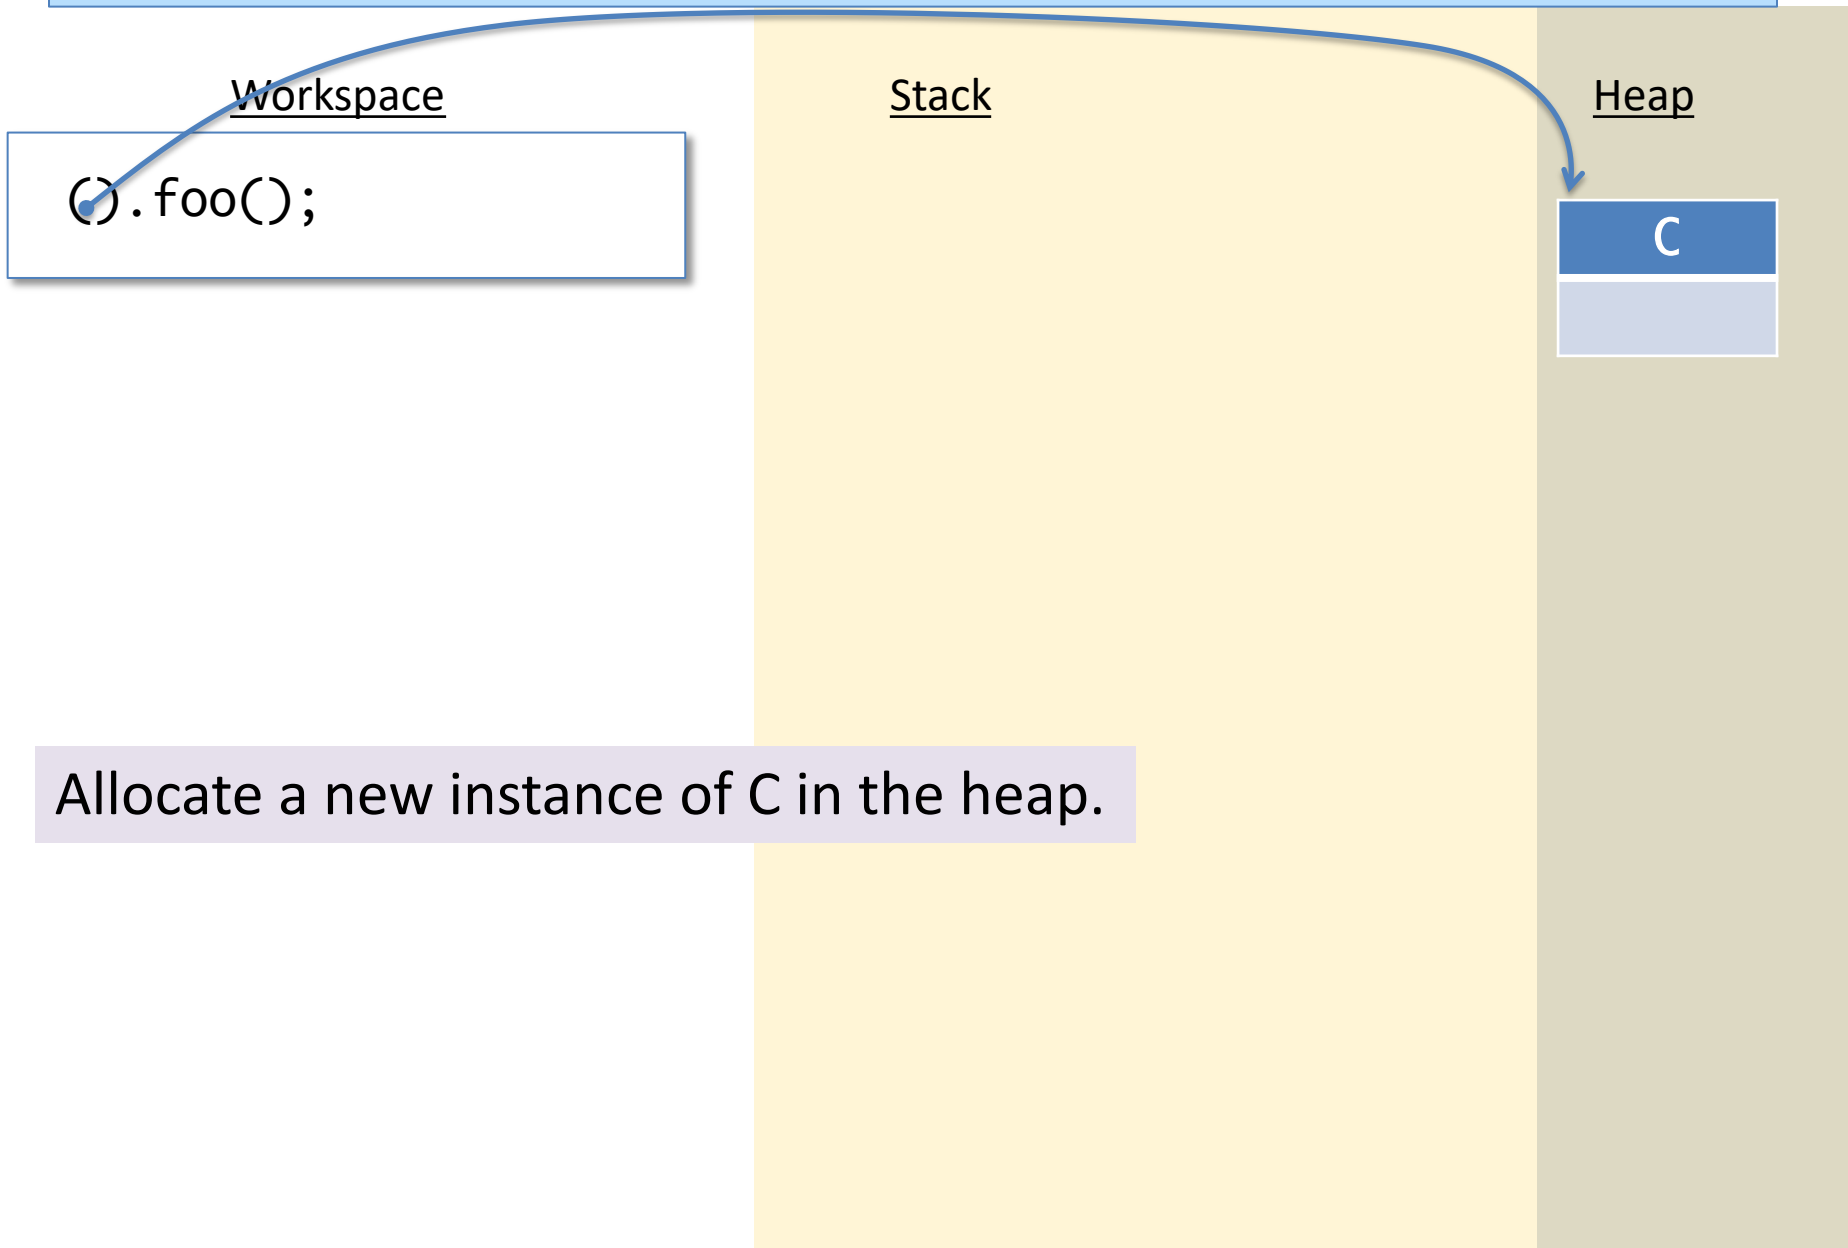 Workspace
Stack
Heap
().foo();
C
Allocate a new instance of C in the heap.